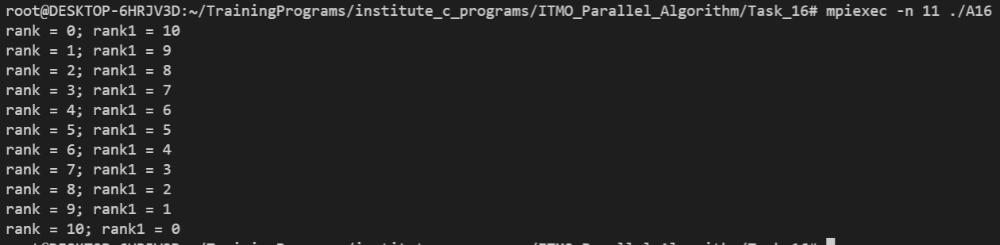 root@DESKTOP-6HRJV3D:~/TrainingPrograms/institute_c_programs/ITMO_Parallel_Algorithm/Task_16# mpiexec -n 11 ./A16
rank = 0; rank1 = 10
rank = 1; rank1 = 9
rank = 2; rank1 = 8
rank = 3; rank1 = 7
rank = 4; rank1 = 6
rank = 5; rank1 = 5
rank = 6; rank1 = 4
rank = 7; rank1 = 3
rank = 8; rank1 = 2
rank = 9; rank1 = 1
rank = 10; rank1 = 0